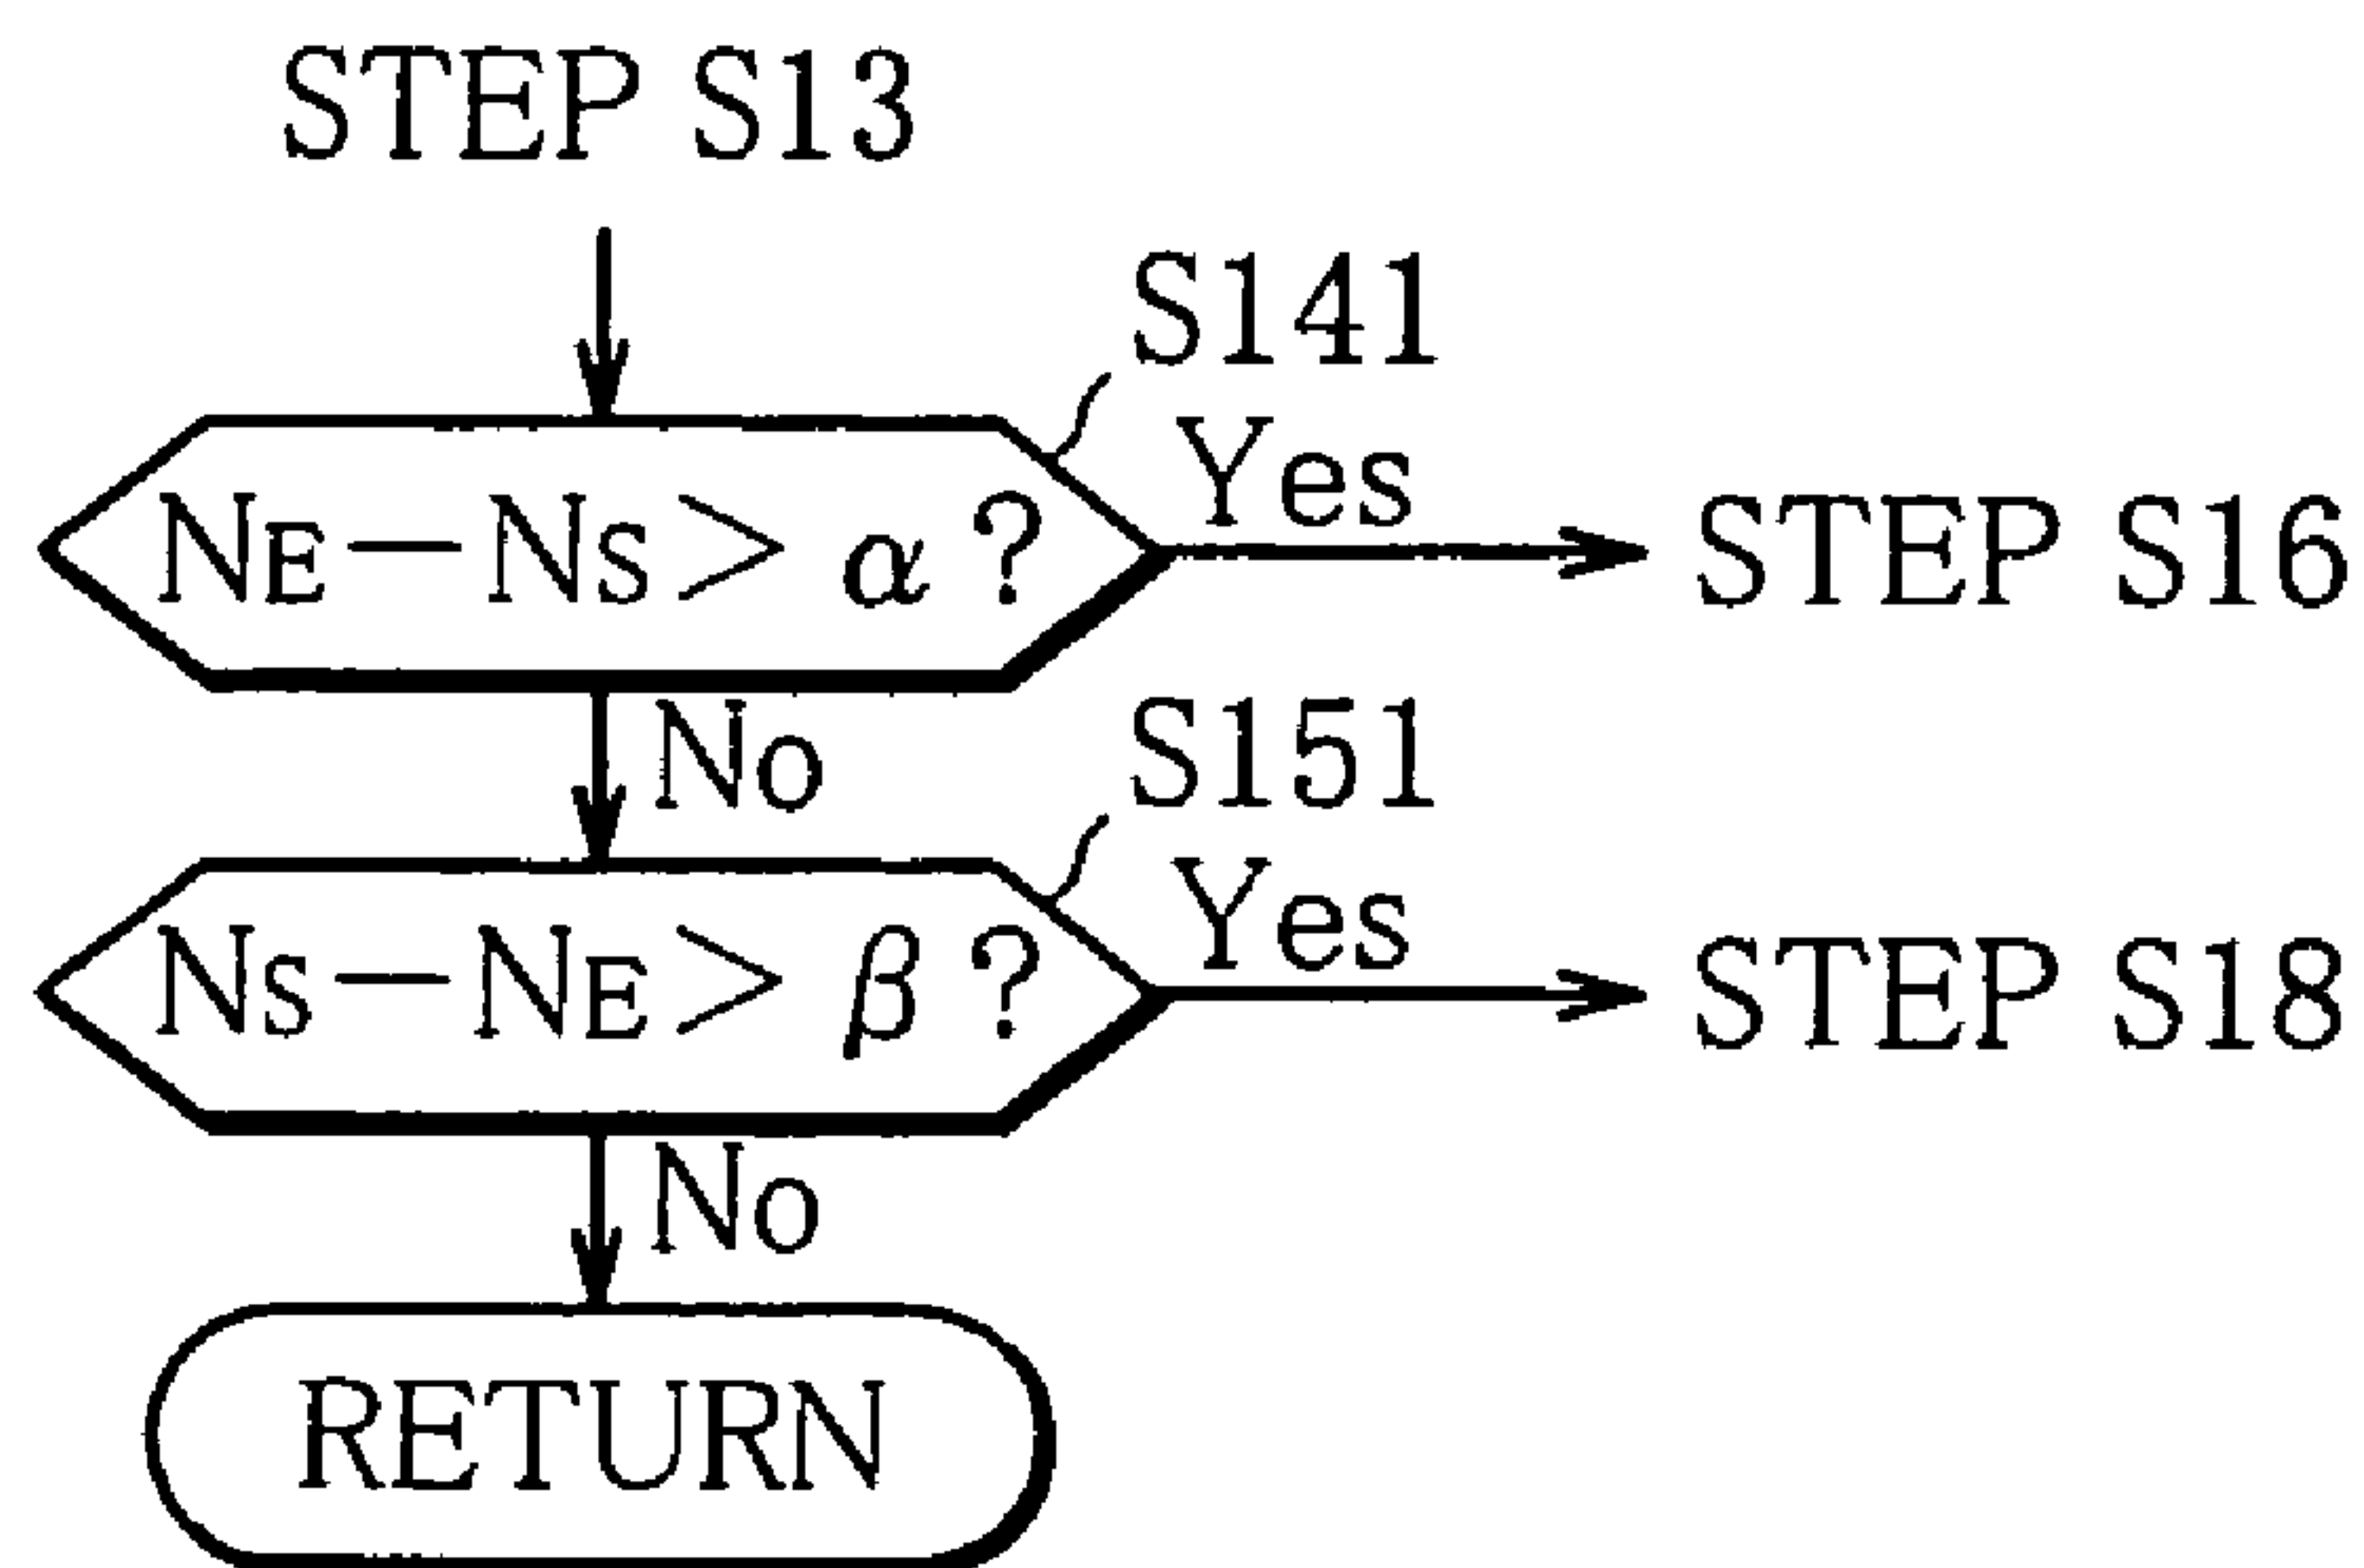 STEP S13
S141
Yes
NE−NS> α ?
STEP S16
No
S151
Yes
NS−NE> β ?
STEP S18
No
RETURN